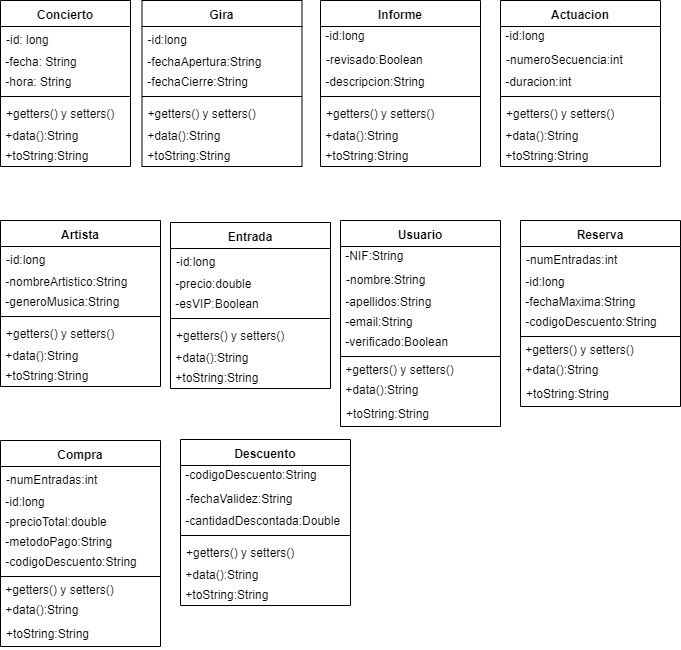 Concierto
-id: long
-fecha: String
-hora: String
+getters() y setters()
+data():String
+toString:String
Gira
-id:long
-fechaApertura:String
-fechaCierre:String
+getters() y setters()
+data():String
+toString:String
Informe
-id:long
-revisado:Boolean
-descripcion:String
+getters() y setters()
+data():String
+toString:String
Actuacion
-id:long
-numeroSecuencia:int
-duracion:int
+getters() y setters()
+data():String
+toString:String
Artista
-id:long
-nombreArtistico:String
-generoMusica:String
+getters() y setters()
+data():String
+toString:String
Entrada
-id:long
-precio:double
-esVIP:Boolean
+getters() y setters()
+data():String
+toString:String
Usuario
-NIF:String
-nombre:String
-apellidos:String
-email:String
-verificado:Boolean
+getters() y setters()
+data():String
+toString:String
Reserva
-numEntradas:int
-id:long
-fechaMaxima:String
-codigoDescuento:String
+getters() y setters()
+data():String
+toString:String
Compra
-numEntradas:int
-id:long
-precioTotal:double
-metodoPago:String
-codigoDescuento:String
+getters() y setters()
+data():String
+toString:String
Descuento
-codigoDescuento:String
-fechaValidez:String
-cantidadDescontada:Double
+getters() y setters()
+data():String
+toString:String